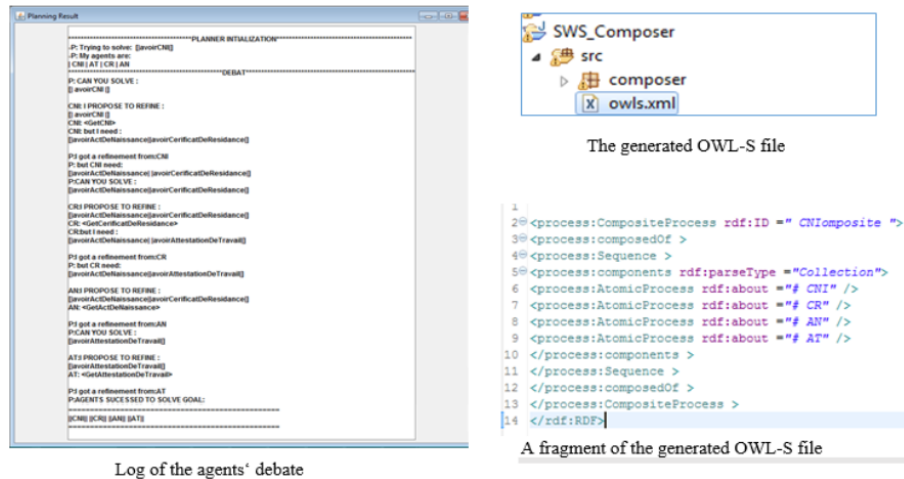 Planning Result
****PLANNER INTIALIZATION****
-P: Trying to solve: [|avoirCNI|]
-P: My agents are:
| CNI | AT | CR | AN
****DEBAT****
P: CAN YOU SOLVE :
[| avoirCNI |]
CNI: I PROPOSE TO REFINE :
[| avoirCNI |]
CNI: <GetCNI>
CNI: but I need :
[|avoirActDeNaissance||avoirCerificatDeResidance|]
P:I got a refinement from:CNI
P: but CNI need:
[|avoirActDeNaissance| |avoirCerificatDeResidance|]
P:CAN YOU SOLVE :
[|avoirActDeNaissance||avoirCerificatDeResidance|]
CR:I PROPOSE TO REFINE :
[|avoirActDeNaissance||avoirCerificatDeResidance|]
CR: <GetCerificatDeResidance>
CR:but I need :
[|avoirActDeNaissance| |avoirAttestationDeTravail|]
P:I got a refinement from:CR
P: but CR need:
[|avoirActDeNaissance||avoirAttestationDeTravail|]
AN:I PROPOSE TO REFINE :
[|avoirActDeNaissance||avoirCerificatDeResidance|]
AN: <GetActDeNaissance>
P:I got a refinement from:AN
P:CAN YOU SOLVE :
[|avoirAttestationDeTravail|]
AT:I PROPOSE TO REFINE :
[|avoirAttestationDeTravail|]
AT: <GetAttestationDeTravail>
P:I got a refinement from:AT
P:AGENTS SUCESSED TO SOLVE GOAL:
||CNI|| ||CR|| ||AN|| ||AT||
Log of the agents‘ debate
SWS_Composer
src
composer
owls.xml
The generated OWL-S file
1
2 <process:CompositeProcess rdf:ID =" CNIomposite ">
3 <process:composedOf >
4 <process:Sequence >
5 <process:components rdf:parseType ="Collection">
6 <process:AtomicProcess rdf:about ="# CNI" />
7 <process:AtomicProcess rdf:about ="# CR" />
8 <process:AtomicProcess rdf:about ="# AN" />
9 <process:AtomicProcess rdf:about ="# AT" />
10 </process:components >
11 </process:Sequence >
12 </process:composedOf >
13 </process:CompositeProcess >
14 </rdf:RDF>
A fragment of the generated OWL-S file